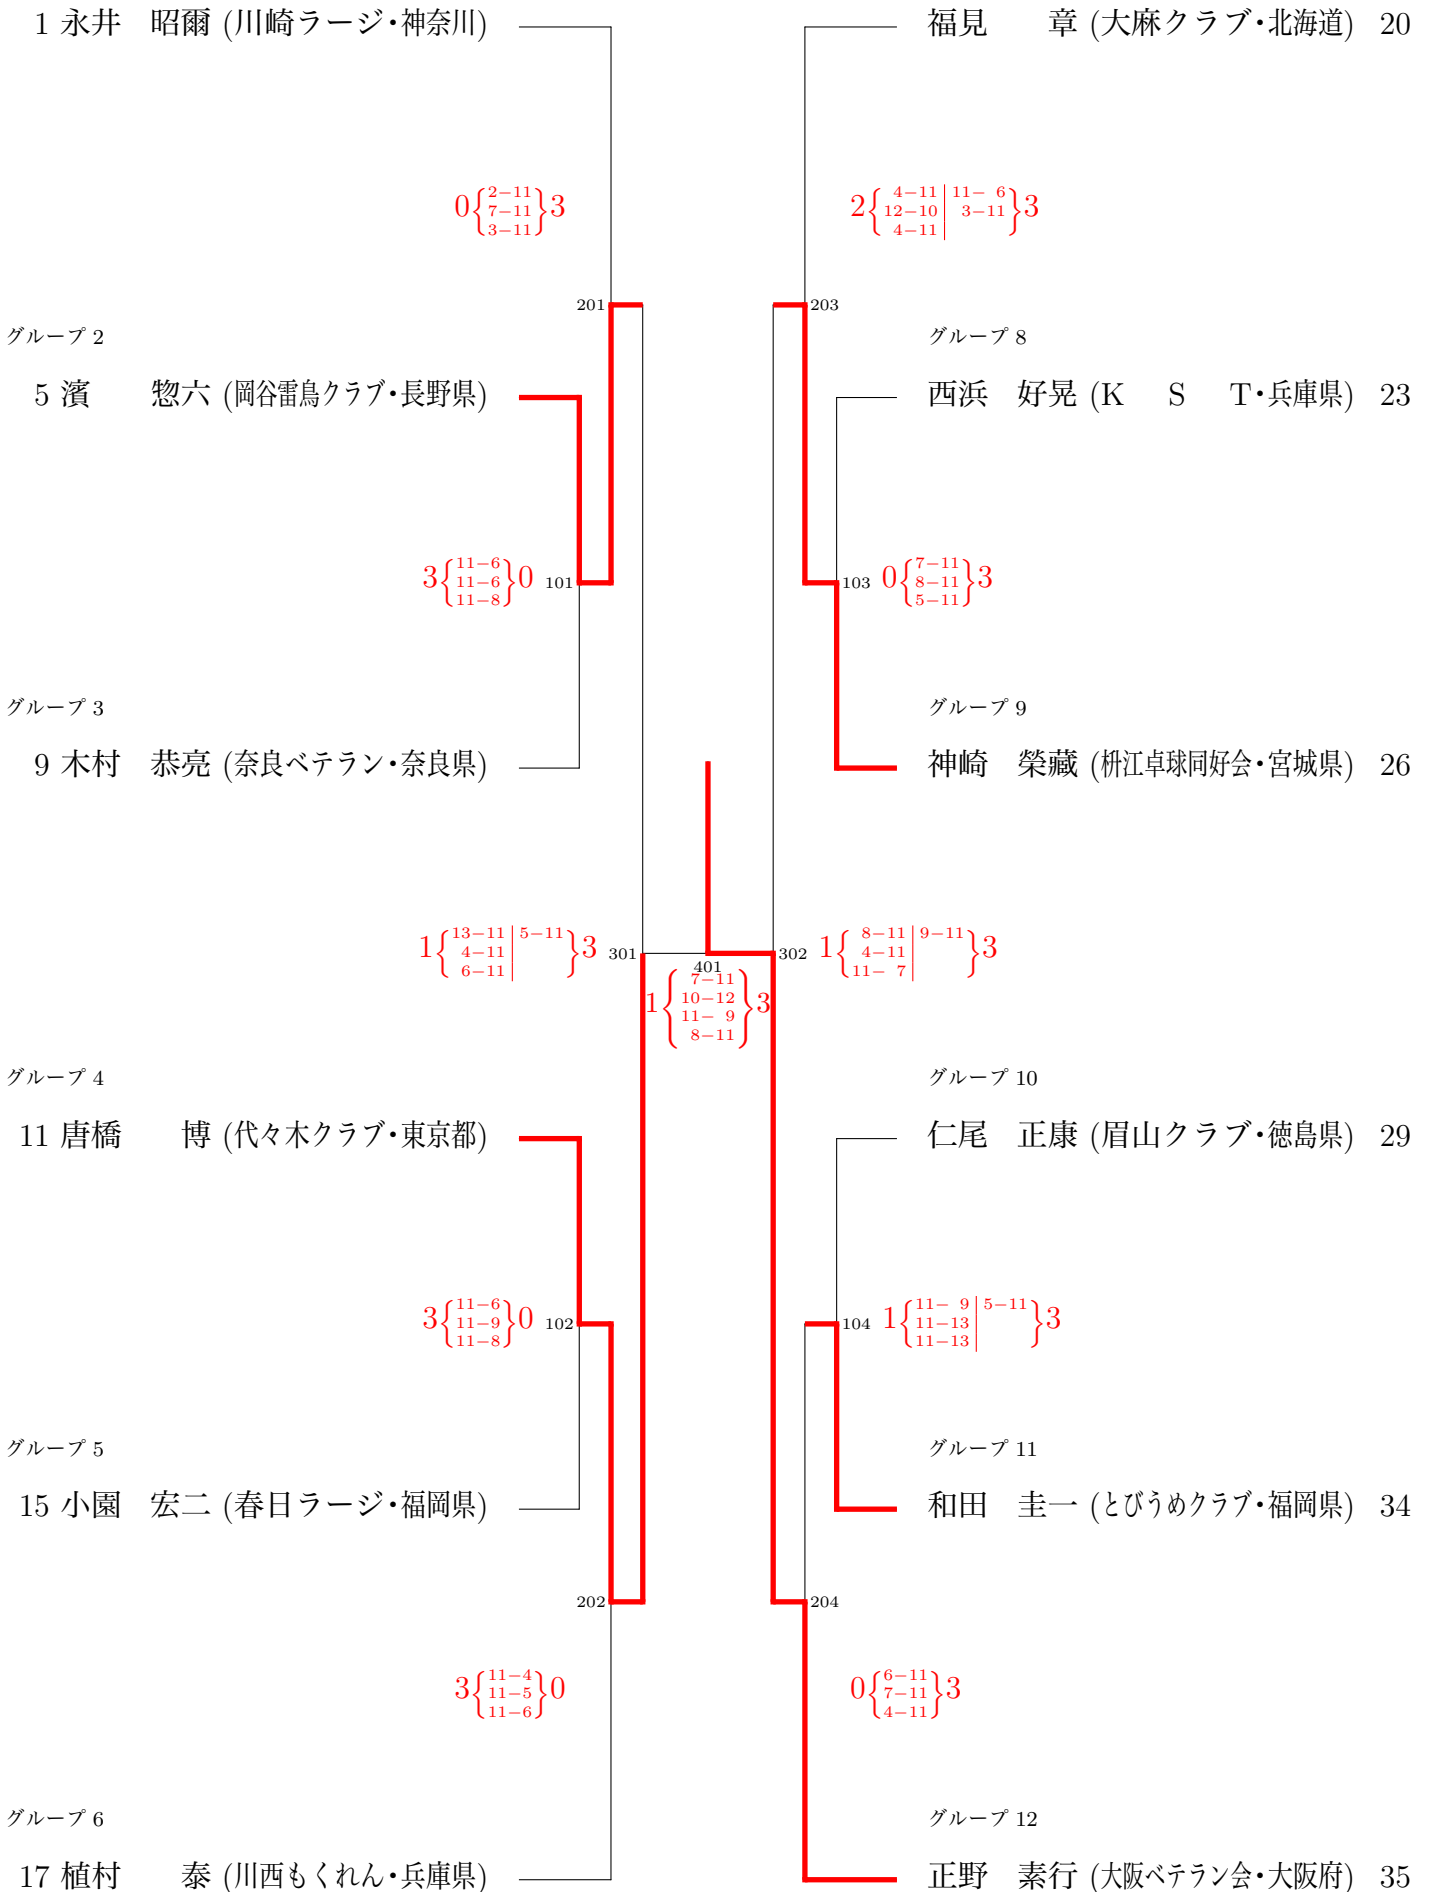 1 永井　昭爾 (川崎ラージ・神奈川)
福見　　章 (大麻クラブ・北海道) 20
0{2−11 7−11 3−11}3
2{4−11 12−10 4−11|11− 6 3−11}3
201
203
グループ 2
グループ 8
5 濱　　惣六 (岡谷雷鳥クラブ・長野県)
西浜　好晃 (K　S　T・兵庫県) 23
3{11−6 11−6 11−8}0 101
103 0{7−11 8−11 5−11}3
グループ 3
グループ 9
9 木村　恭亮 (奈良ベテラン・奈良県)
神崎　榮藏 (枡江卓球同好会・宮城県) 26
1{13−11 4−11 6−11|5−11}3 301
302 1{8−11 4−11 11− 7|9−11}3
401
1{7−11 10−12 11− 9 8−11}3
グループ 4
グループ 10
11 唐橋　　博 (代々木クラブ・東京都)
仁尾　正康 (眉山クラブ・徳島県) 29
3{11−6 11−9 11−8}0 102
104 1{11− 9 11−13 11−13|5−11}3
グループ 5
グループ 11
15 小園　宏二 (春日ラージ・福岡県)
和田　圭一 (とびうめクラブ・福岡県) 34
202
204
3{11−4 11−5 11−6}0
0{6−11 7−11 4−11}3
グループ 6
グループ 12
17 植村　　泰 (川西もくれん・兵庫県)
正野　素行 (大阪ベテラン会・大阪府) 35